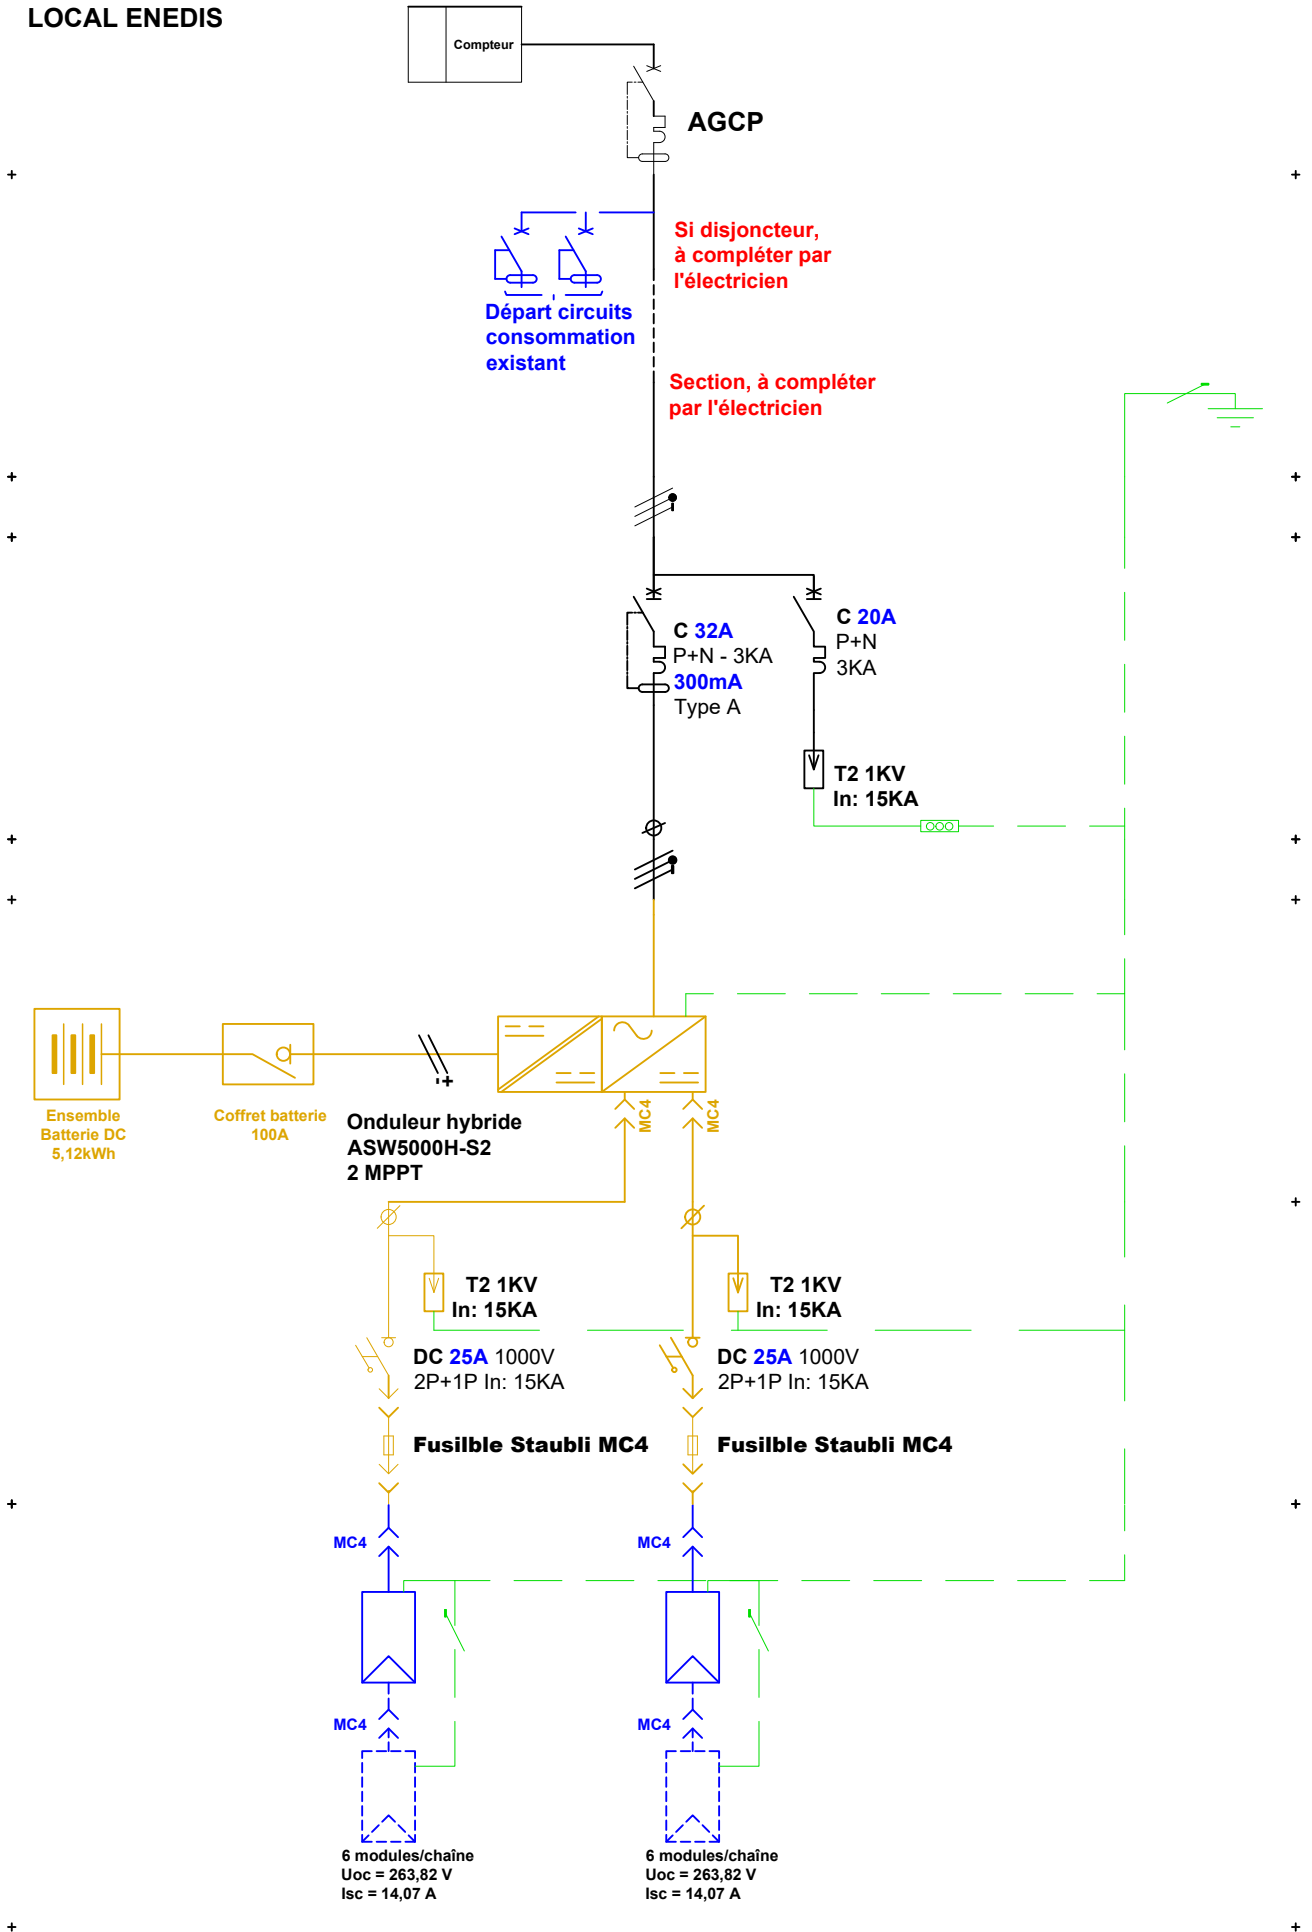 LOCAL ENEDIS
Compteur
AGCP
Si disjoncteur,
à compléter par
l'électricien
Départ circuits
consommation
existant
Section, à compléter
par l'électricien
C 32A
P+N - 3KA
300mA
Type A
C 20A
P+N
3KA
T2 1KV
In: 15KA
Ensemble
Batterie DC
5,12kWh
Coffret batterie
100A
Onduleur hybride
ASW5000H-S2
2 MPPT
MC4
MC4
T2 1KV
In: 15KA
T2 1KV
In: 15KA
DC 25A 1000V
2P+1P In: 15KA
DC 25A 1000V
2P+1P In: 15KA
Fusilble Staubli MC4
Fusilble Staubli MC4
MC4
MC4
MC4
MC4
6 modules/chaîne
Uoc = 263,82 V
Isc = 14,07 A
6 modules/chaîne
Uoc = 263,82 V
Isc = 14,07 A